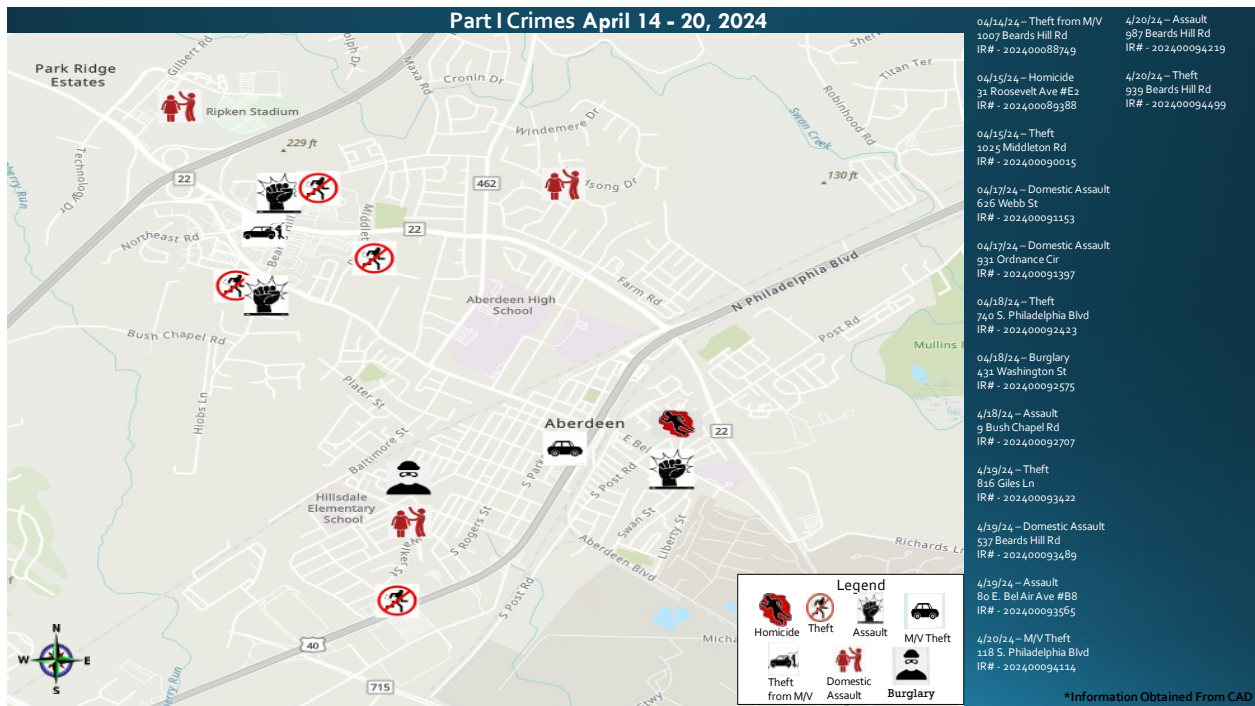 Part I Crimes April 14 - 20, 2024
Park Ridge
Estates
Gilbert Rd
Ripken Stadium
229 ft
Technology
Dr
22
Northeast Rd
Bush Chapel Rd
Hiobs Ln
Maxa Rd
Cronin Dr
Windemere Dr
462
22
Titan Ter
Robinhood Rd
Swan Creek
130 ft
Aberdeen High
School
Farm Rd
N Philadelphia Blvd
Post Rd
Plater St
Baltimore St
Aberdeen
22
Hillsdale
Elementary
School
S Rogers St
S Post Rd
Swan St
Liberty St
Aberdeen Blvd
S Post Rd
Richards Ln
40
715
N
W
E
S
Legend
Homicide
Theft
Assault
M/V Theft
Theft
from M/V
Domestic
Assault
Burglary
04/14/24 – Theft from M/V
1007 Beards Hill Rd
IR# - 202400088749
04/15/24 – Homicide
31 Roosevelt Ave #E2
IR# - 202400089388
04/15/24 – Theft
1025 Middleton Rd
IR# - 202400090015
04/17/24 – Domestic Assault
626 Webb St
IR# - 202400091153
04/17/24 – Domestic Assault
931 Ordnance Cir
IR# - 202400091397
04/18/24 – Theft
740 S. Philadelphia Blvd
IR# - 202400092423
04/18/24 – Burglary
431 Washington St
IR# - 202400092575
4/18/24 – Assault
9 Bush Chapel Rd
IR# - 202400092707
4/19/24 – Theft
816 Giles Ln
IR# - 202400093422
4/19/24 – Domestic Assault
537 Beards Hill Rd
IR# - 202400093489
4/19/24 – Assault
80 E. Bel Air Ave #B8
IR# - 202400093565
4/20/24 – M/V Theft
118 S. Philadelphia Blvd
IR# - 202400094114
4/20/24 – Assault
987 Beards Hill Rd
IR# - 202400094219
4/20/24 – Theft
939 Beards Hill Rd
IR# - 202400094499
*Information Obtained From CAD